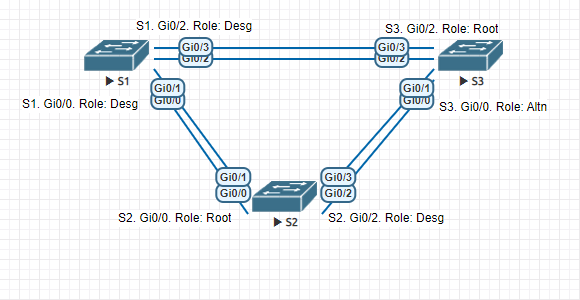 S1. Gi0/2. Role: Desg
S3. Gi0/2. Role: Root
Gi0/3
Gi0/2
Gi0/3
Gi0/2
S1
S3
Gi0/1
Gi0/0
Gi0/1
Gi0/0
S1. Gi0/0. Role: Desg
S3. Gi0/0. Role: Altn
Gi0/1
Gi0/0
Gi0/3
Gi0/2
S2. Gi0/0. Role: Root
S2
S2. Gi0/2. Role: Desg